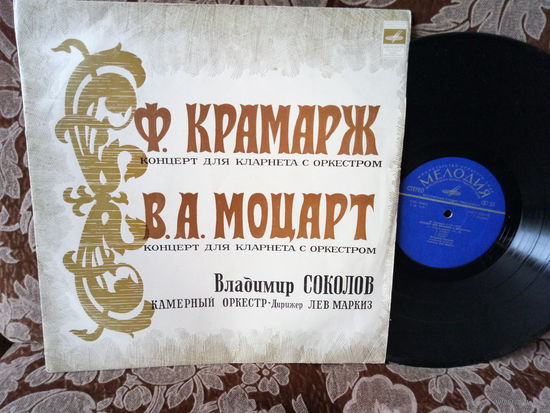 Ф. КРАМАРЖ
КОНЦЕРТ ДЛЯ КЛАРНЕТА С ОРКЕСТРОМ
В. А. МОЦАРТ
КОНЦЕРТ ДЛЯ КЛАРНЕТА С ОРКЕСТРОМ
Владимир СОКОЛОВ
КАМЕРНЫЙ ОРКЕСТР-Дирижер ЛЕВ МАРКИЗ
МЕЛОДИЯ
СТЕРЕО
33